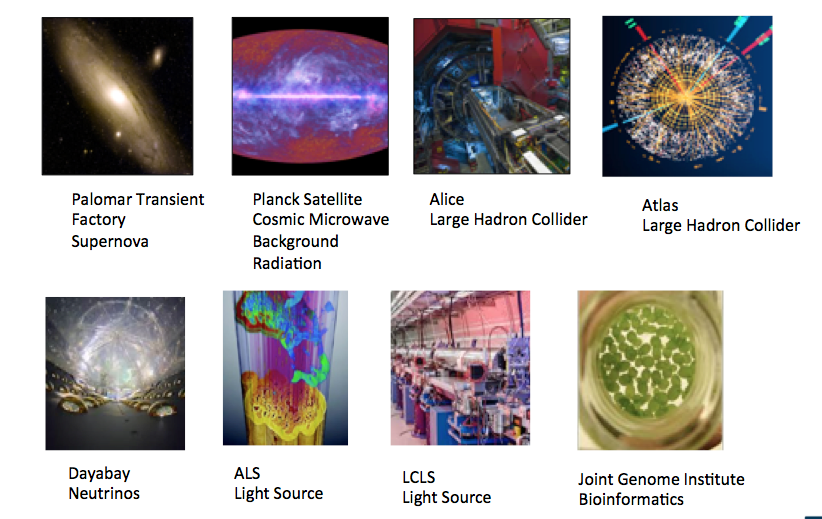 Palomar Transient
Factory
Supernova
Planck Satellite
Cosmic Microwave
Background
Radiation
Alice
Large Hadron Collider
Atlas
Large Hadron Collider
Dayabay
Neutrinos
ALS
Light Source
LCLS
Light Source
Joint Genome Institute
Bioinformatics